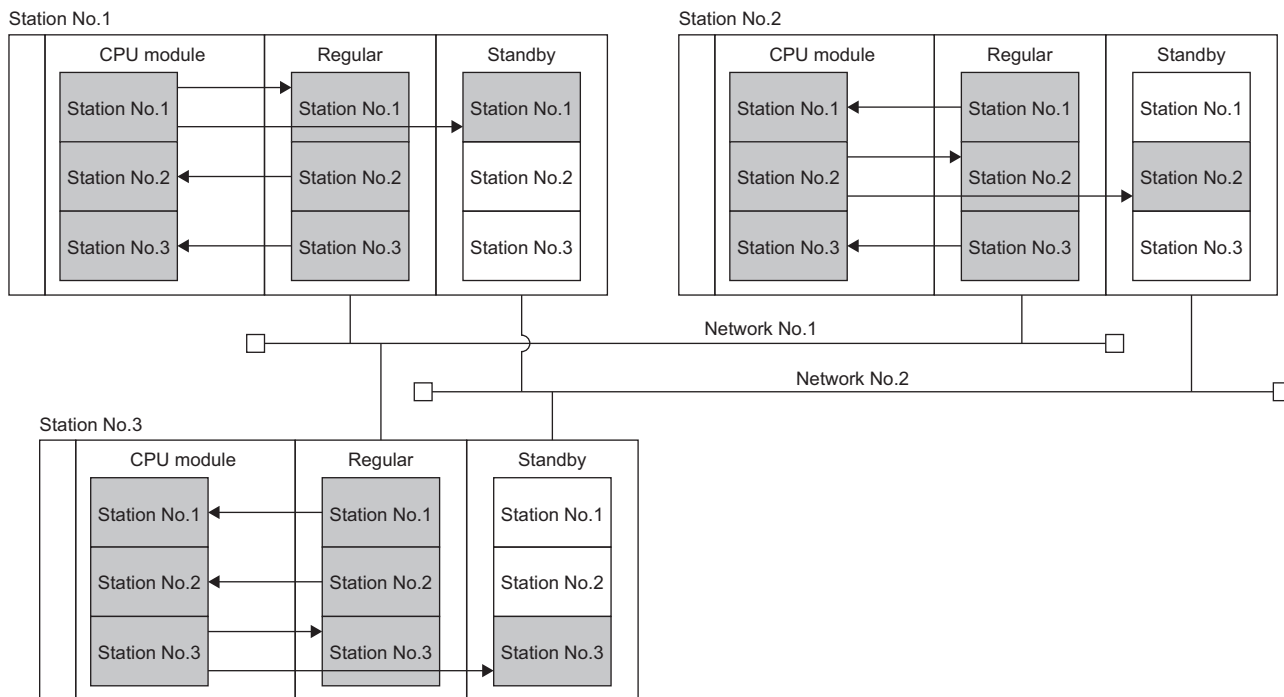 Station No.1
CPU module
Regular
Standby
Station No.1
Station No.1
Station No.1
Station No.2
Station No.2
Station No.2
Station No.3
Station No.3
Station No.3
Station No.2
CPU module
Regular
Standby
Station No.1
Station No.1
Station No.1
Station No.2
Station No.2
Station No.2
Station No.3
Station No.3
Station No.3
Network No.1
Network No.2
Station No.3
CPU module
Regular
Standby
Station No.1
Station No.1
Station No.1
Station No.2
Station No.2
Station No.2
Station No.3
Station No.3
Station No.3